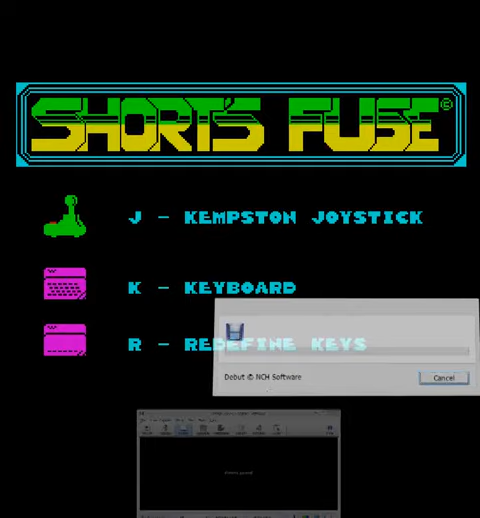 SHORT'S FUSE ©
J - KEMPSTON JOYSTICK
K - KEYBOARD
R - REDEFINE KEYS
Debut © NCH Software
Cancel